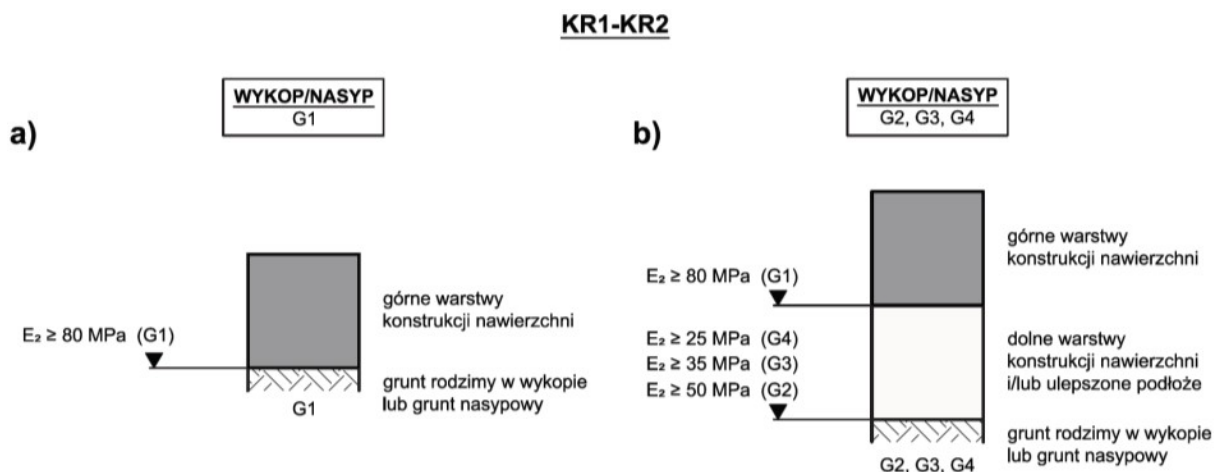 KR1-KR2
a)
WYKOP/NASYP
G1
E₂ ≥ 80 MPa (G1)
górne warstwy
konstrukcji nawierzchni
grunt rodzimy w wykopie
lub grunt nasypowy
G1
b)
WYKOP/NASYP
G2, G3, G4
E₂ ≥ 80 MPa (G1)
E₂ ≥ 25 MPa (G4)
E₂ ≥ 35 MPa (G3)
E₂ ≥ 50 MPa (G2)
górne warstwy
konstrukcji nawierzchni
dolne warstwy
konstrukcji nawierzchni
i/lub ulepszone podłoże
grunt rodzimy w wykopie
lub grunt nasypowy
G2, G3, G4